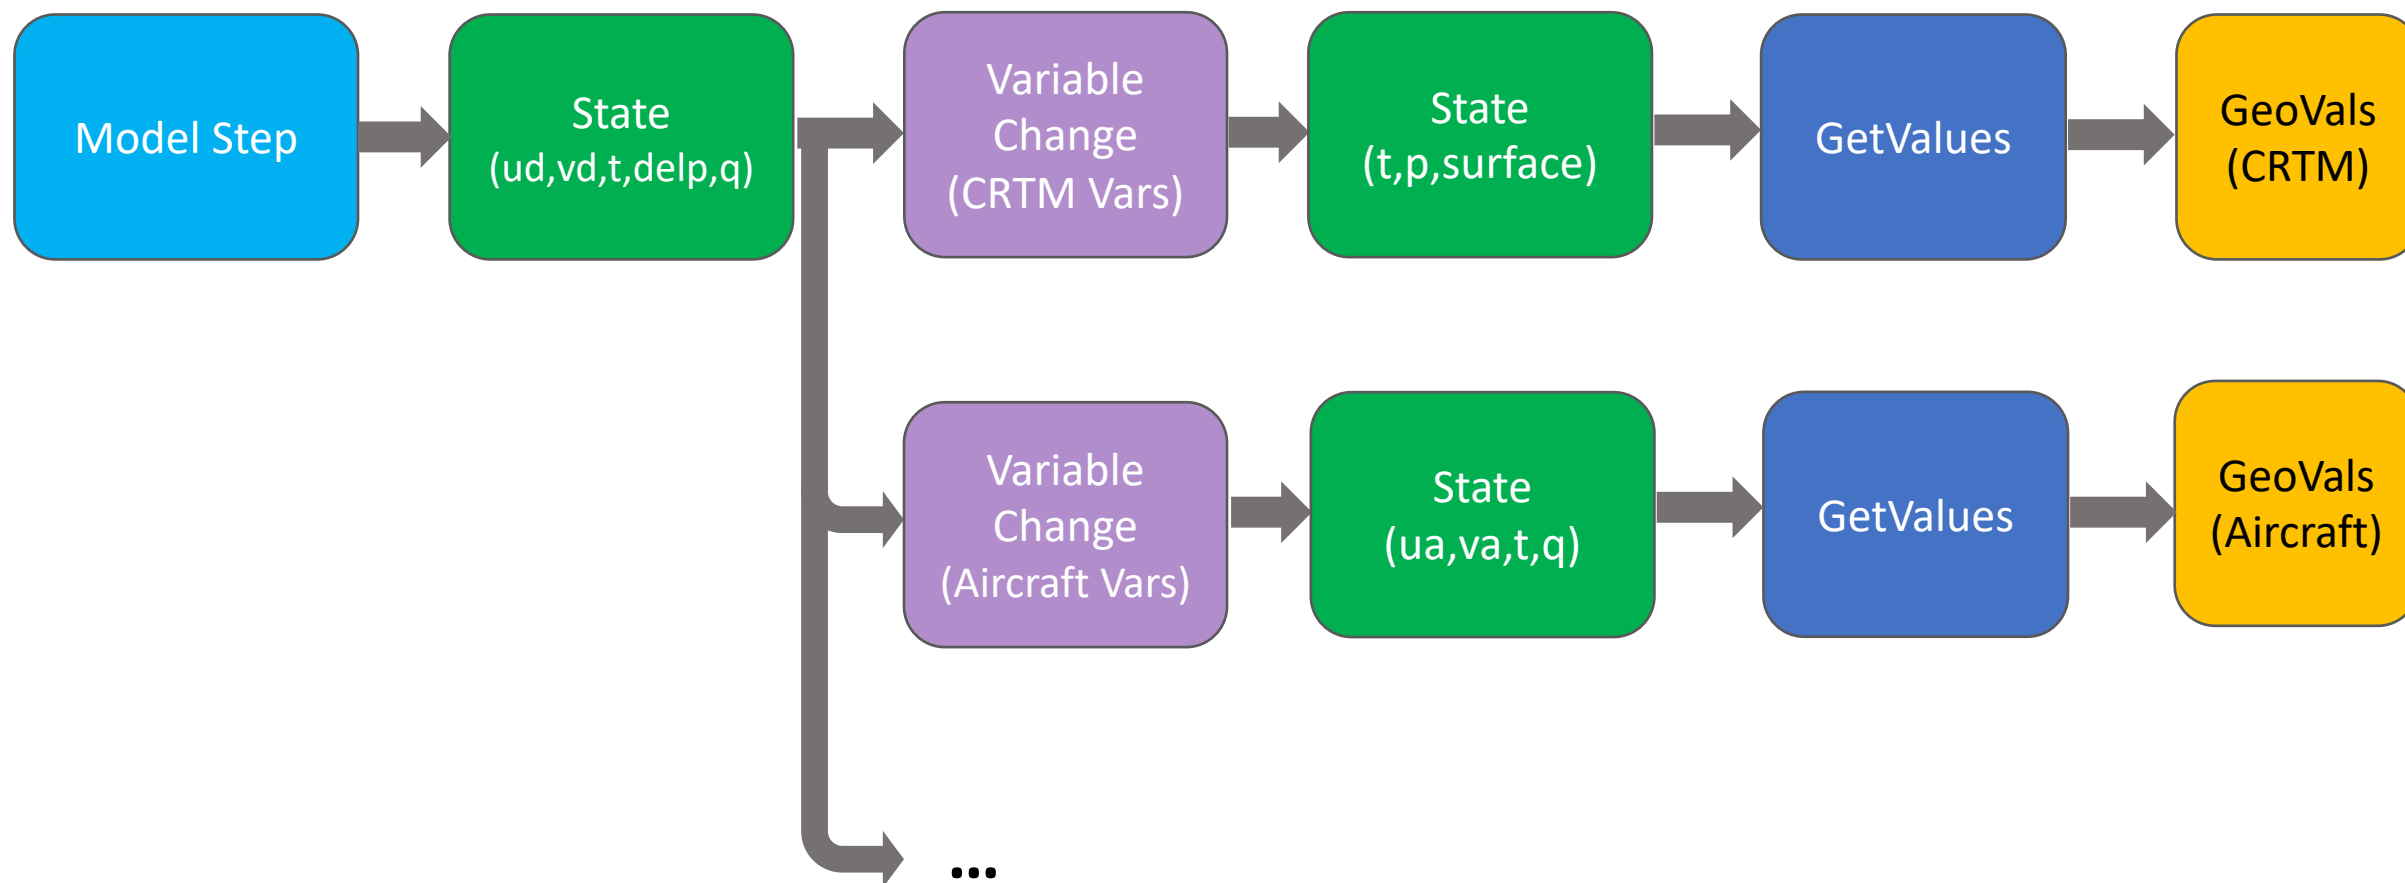 Model Step
State
(ud,vd,t,delp,q)
Variable
Change
(CRTM Vars)
State
(t,p,surface)
GetValues
GeoVals
(CRTM)
Variable
Change
(Aircraft Vars)
State
(ua,va,t,q)
GetValues
GeoVals
(Aircraft)
...